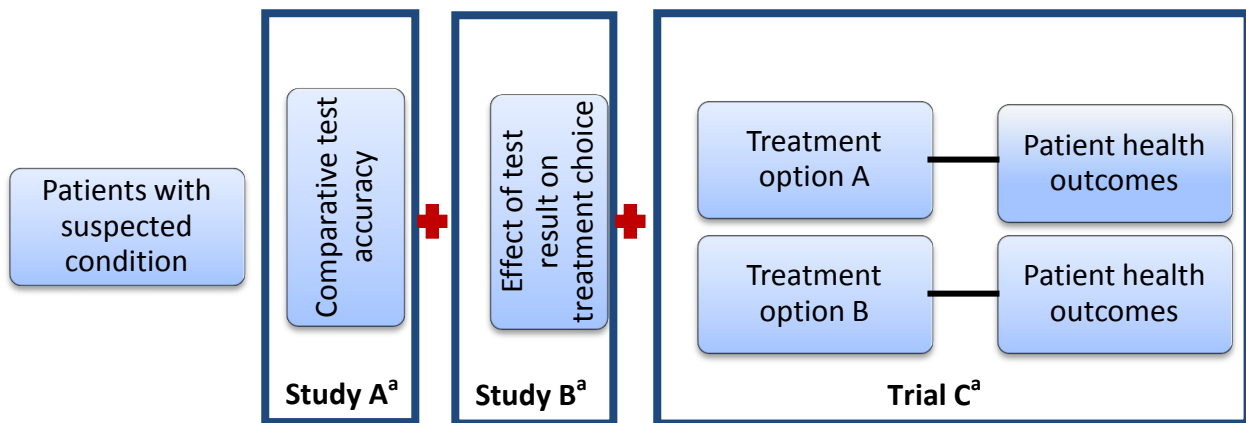 Patients with
suspected
condition
Comparative test
accuracy
Study Aᵃ
Effect of test
result on
treatment choice
Study Bᵃ
Treatment
option A
Patient health
outcomes
Treatment
option B
Patient health
outcomes
Trial Cᵃ